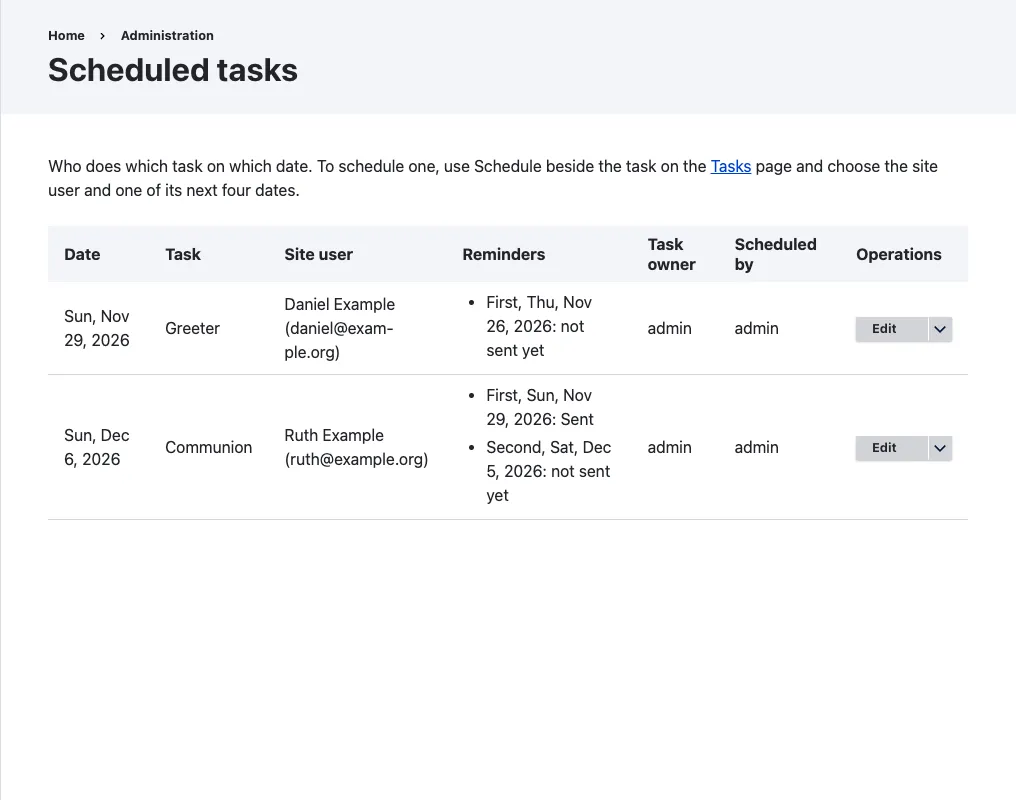 Home › Administration
Scheduled tasks
Who does which task on which date. To schedule one, use Schedule beside the task on the Tasks page and choose the site
user and one of its next four dates.
Date Task Site user Reminders Task owner Scheduled by Operations
Sun, Nov 29, 2026
Greeter
Daniel Example
(daniel@exam-
ple.org)
First, Thu, Nov
26, 2026: not
sent yet
admin
admin
Edit
Sun, Dec
6, 2026
Communion
Ruth Example
(ruth@example.org)
First, Sun, Nov
29, 2026: Sent
Second, Sat, Dec
5, 2026: not sent
yet
admin
admin
Edit